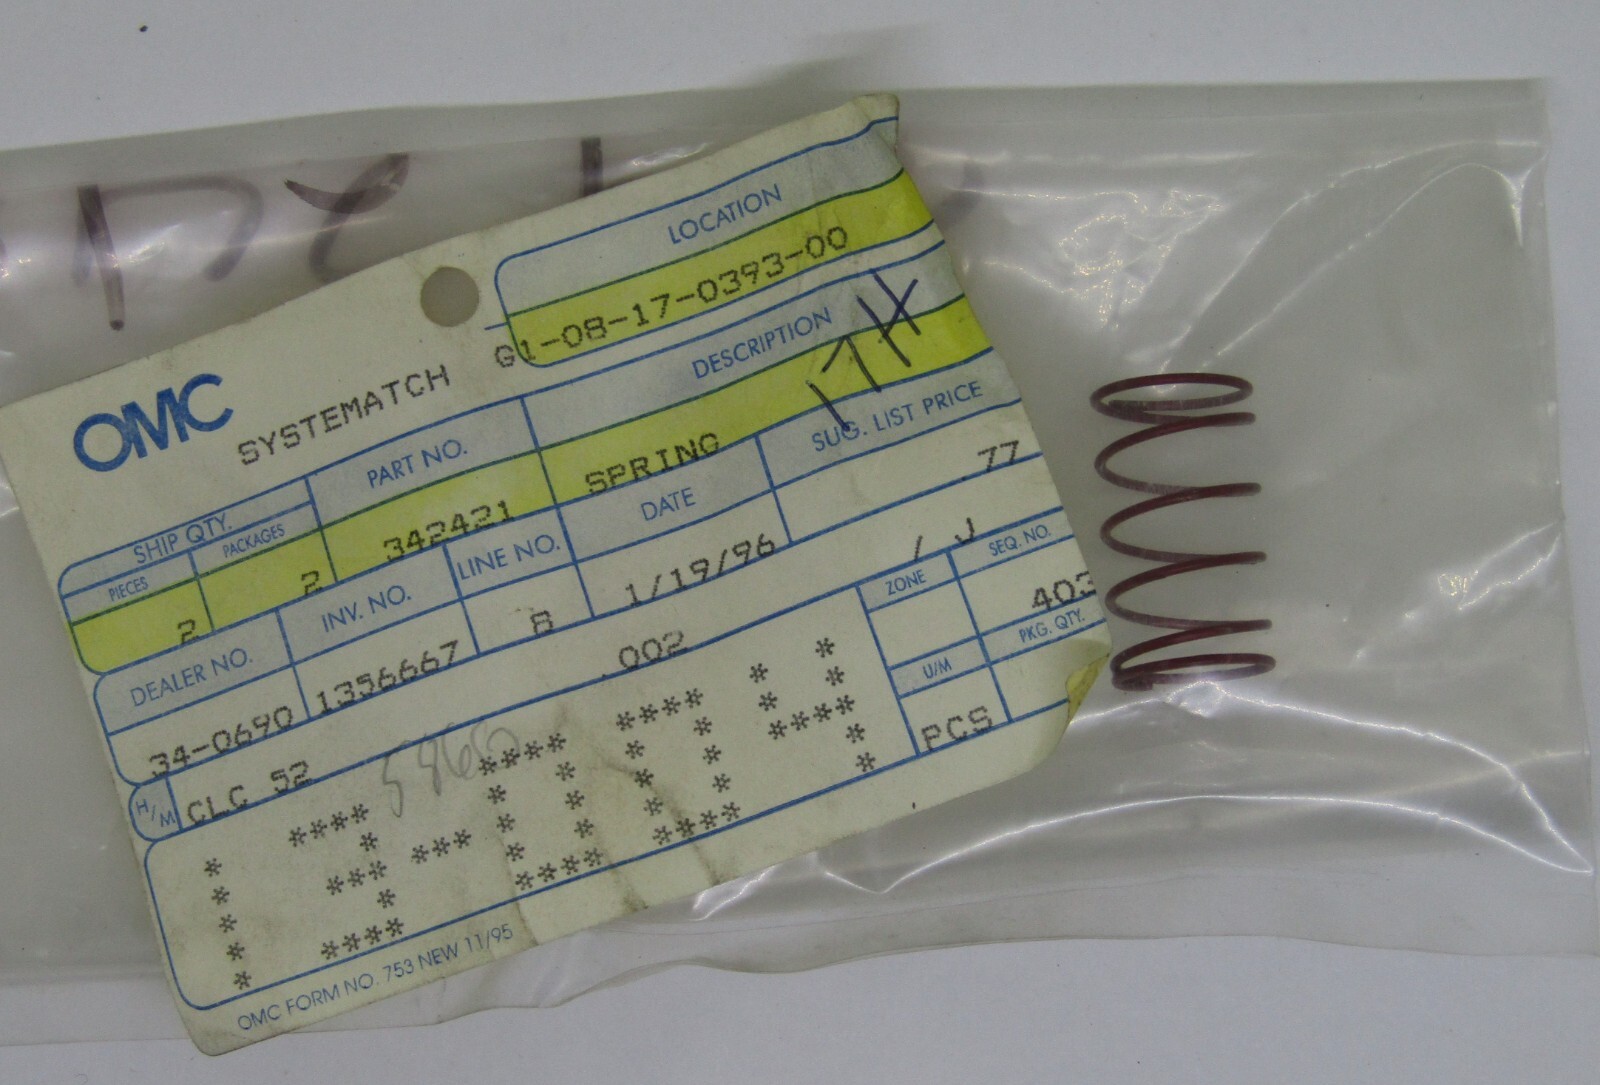 LOCATION
G1-08-17-0393-00
OMC
SYSTEMATCH
DESCRIPTION
SPRING
PART NO.
342421
SHIP QTY.
PIECES
PACKAGES
2
2
SUG. LIST PRICE
77
DATE
1/19/96
LINE NO.
8
INV. NO.
1356667
DEALER NO.
34-0690
/ J
SEQ. NO.
403
ZONE
PKG. QTY.
U/M
PCS
.002
H/M
CLC 52
OMC FORM NO. 753 NEW 11/95